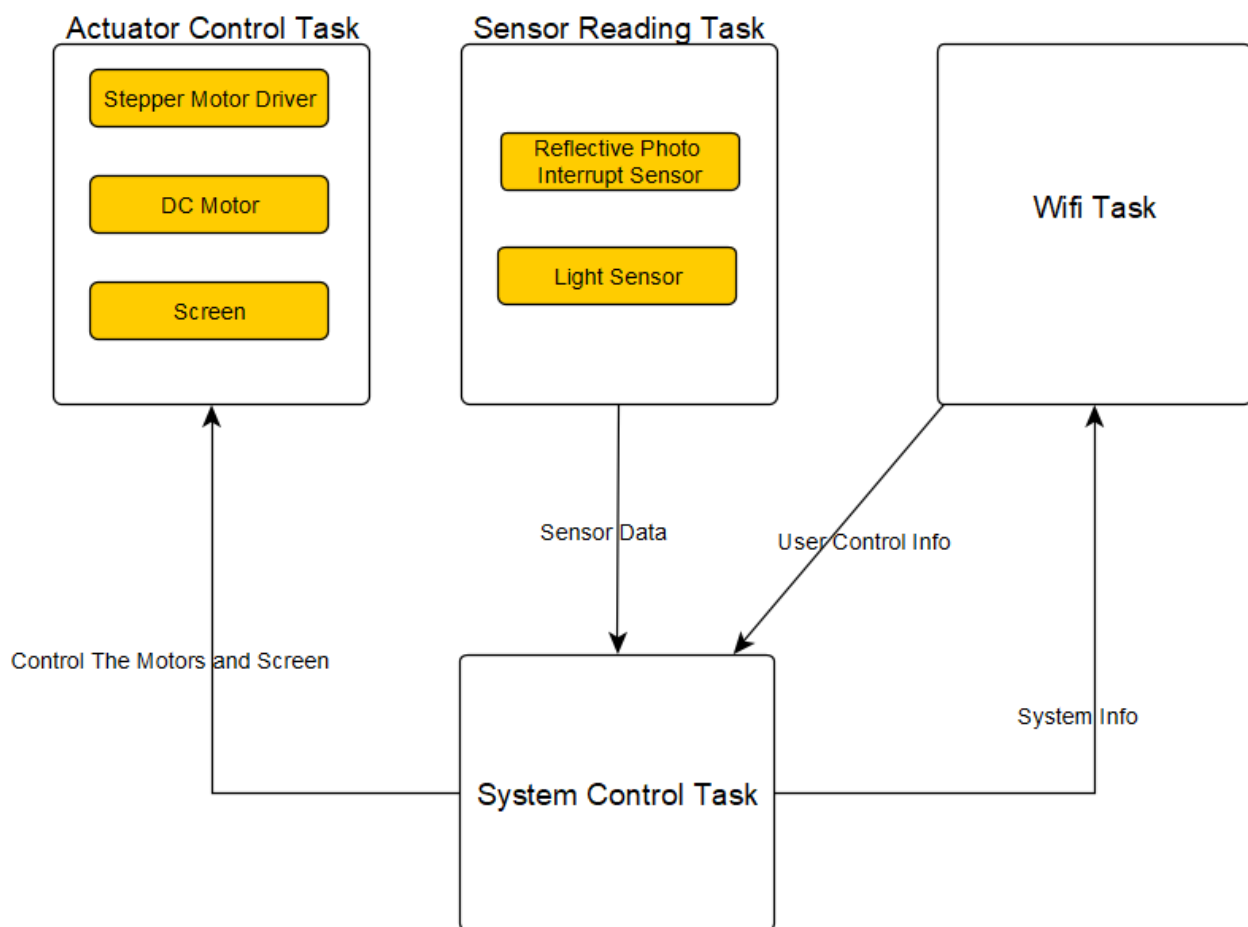 Actuator Control Task
Stepper Motor Driver
DC Motor
Screen
Sensor Reading Task
Reflective Photo
Interrupt Sensor
Light Sensor
Wifi Task
Sensor Data
User Control Info
Control The Motors and Screen
System Info
System Control Task